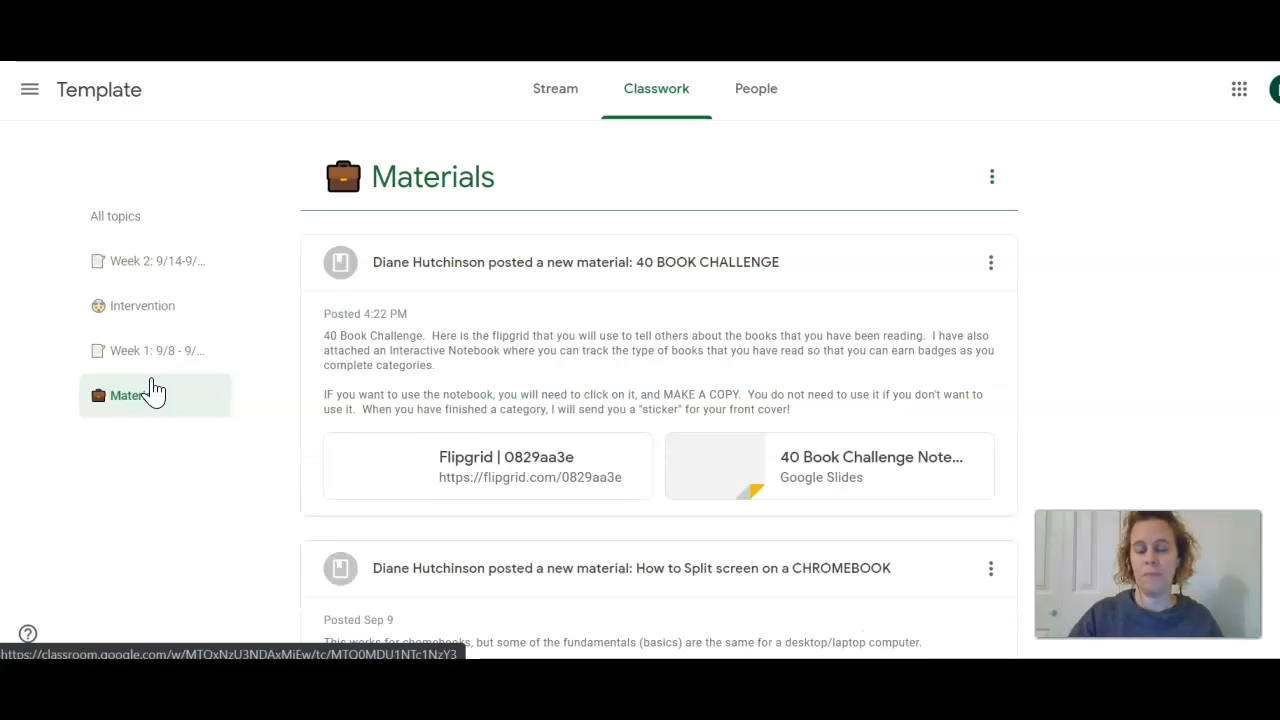 Template
Stream
Classwork
People
All topics
Week 2: 9/14-9/...
Intervention
Week 1: 9/8 - 9/...
Materials
Diane Hutchinson posted a new material: 40 BOOK CHALLENGE
Posted 4:22 PM
40 Book Challenge. Here is the flipgrid that you will use to tell others about the books that you have been reading. I have also
attached an Interactive Notebook where you can track the type of books that you have read so that you can earn badges as you
complete categories.
IF you want to use the notebook, you will need to click on it, and MAKE A COPY. You do not need to use it if you don't want to
use it. When you have finished a category, I will send you a "sticker" for your front cover!
Flipgrid | 0829aa3e
https://flipgrid.com/0829aa3e
40 Book Challenge Note...
Google Slides
Diane Hutchinson posted a new material: How to Split screen on a CHROMEBOOK
Posted Sep 9
This works for chomebooks, but some of the fundamentals (basics) are the same for a desktop/laptop computer.